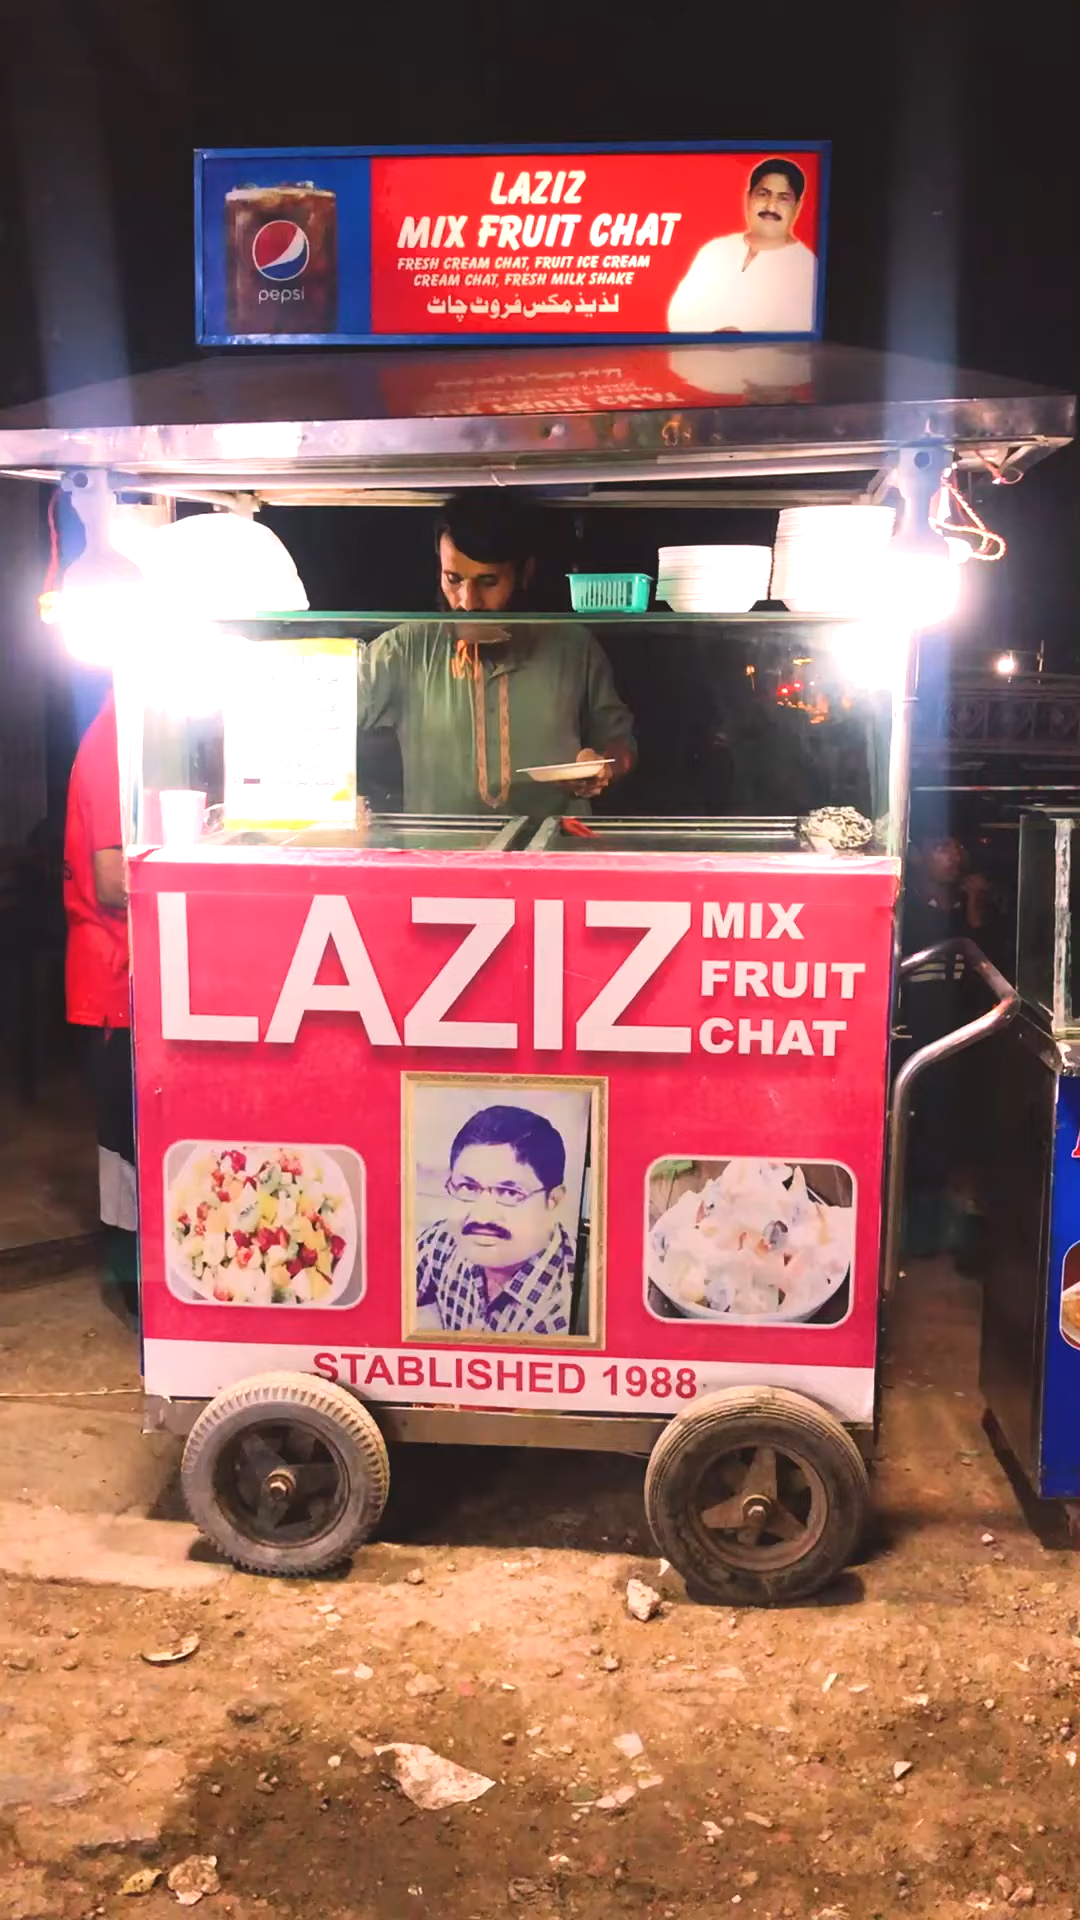 LAZIZ
MIX FRUIT CHAT
FRESH CREAM CHAT, FRUIT ICE CREAM
CREAM CHAT, FRESH MILK SHAKE
لذیذ مکس فروٹ چاٹ
pepsi
LAZIZ
MIX
FRUIT
CHAT
STABLISHED 1988